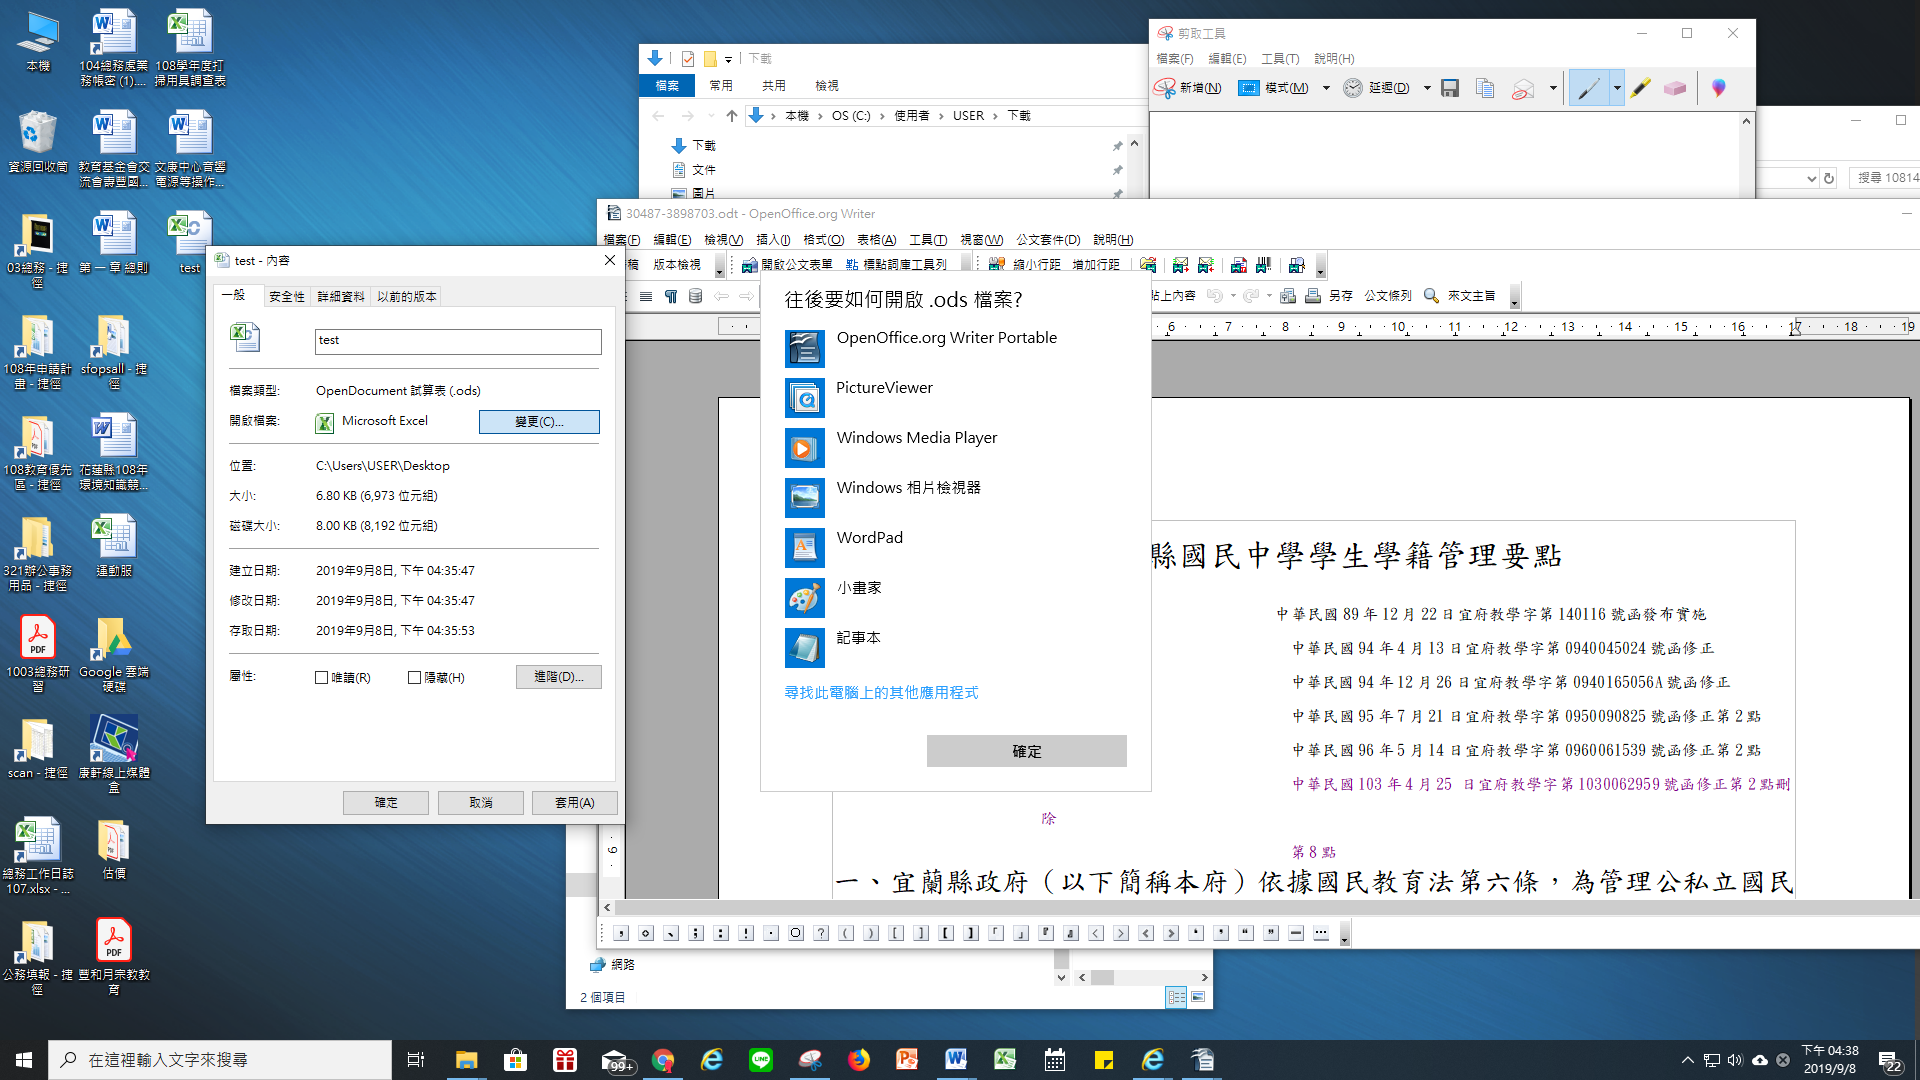 本機
104總務處業務帳密 (1)....
108學年度打掃用具調查表
資源回收筒
教育基金會交流會壽豐國...
文康中心音響電源等操作...
03總務 - 捷徑
第 一 章 總則
test
108年申請計畫 - 捷徑
sfopsall - 捷徑
108教育優先區 - 捷徑
花蓮縣108年環境知識競...
321辦公事務用品 - 捷徑
運動服
1003總務研習
Google 雲端硬碟
scan - 捷徑
康軒線上媒體盒
總務工作日誌107.xlsx - ...
估價
公務填報 - 捷徑
豐和月宗教教育
下載
檔案
常用
共用
檢視
本機 › OS (C:) › 使用者 › USER › 下載
下載
文件
圖片
剪取工具
檔案(F) 編輯(E) 工具(T) 說明(H)
新增(N) 模式(M) 延遲(D)
搜尋 10814
30487-3898703.odt - OpenOffice.org Writer
檔案(F) 編輯(E) 檢視(V) 插入(I) 格式(O) 表格(A) 工具(T) 視窗(W) 公文套件(D) 說明(H)
稿 版本檢視 開啟公文表單 點 標點詞庫工具列 縮小行距 增加行距
貼上內容 另存 公文條列 來文主旨
6 7 8 9 10 11 12 13 14 15 16 17 18 19
test - 內容
一般 安全性 詳細資料 以前的版本
test
檔案類型: OpenDocument 試算表 (.ods)
開啟檔案: Microsoft Excel 變更(C)...
位置: C:\Users\USER\Desktop
大小: 6.80 KB (6,973 位元組)
磁碟大小: 8.00 KB (8,192 位元組)
建立日期: 2019年9月8日, 下午 04:35:47
修改日期: 2019年9月8日, 下午 04:35:47
存取日期: 2019年9月8日, 下午 04:35:53
屬性: 唯讀(R) 隱藏(H) 進階(D)...
確定 取消 套用(A)
往後要如何開啟 .ods 檔案?
OpenOffice.org Writer Portable
PictureViewer
Windows Media Player
Windows 相片檢視器
WordPad
小畫家
記事本
尋找此電腦上的其他應用程式
確定
縣國民中學學生學籍管理要點
中華民國 89 年 12 月 22 日宜府教學字第 140116 號函發布實施
中華民國 94 年 4 月 13 日宜府教學字第 0940045024 號函修正
中華民國 94 年 12 月 26 日宜府教學字第 0940165056A 號函修正
中華民國 95 年 7 月 21 日宜府教學字第 0950090825 號函修正第 2 點
中華民國 96 年 5 月 14 日宜府教學字第 0960061539 號函修正第 2 點
中華民國 103 年 4 月 25 日宜府教學字第 1030062959 號函修正第 2 點刪
除
第 8 點
一、宜蘭縣政府（以下簡稱本府）依據國民教育法第六條，為管理公私立國民
9
， 。 、 ； ： ！ · ○ ？ （ ） [ ] 【 】 「 」 『 』 〈 〉 < > ‘ ’ “ ” — …
網路
2 個項目
在這裡輸入文字來搜尋
99+
下午 04:38
2019/9/8
22